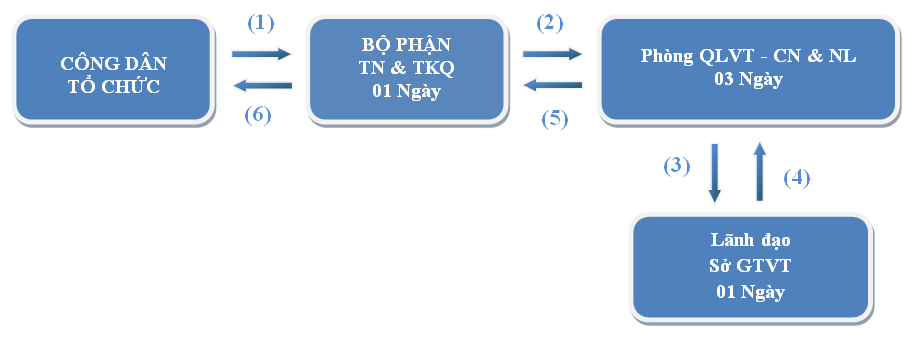 (1)
(2)
CÔNG DÂN
TỔ CHỨC
BỘ PHẬN
TN & TKQ
01 Ngày
Phòng QLVT - CN & NL
03 Ngày
(6)
(5)
(3)
(4)
Lãnh đạo
Sở GTVT
01 Ngày